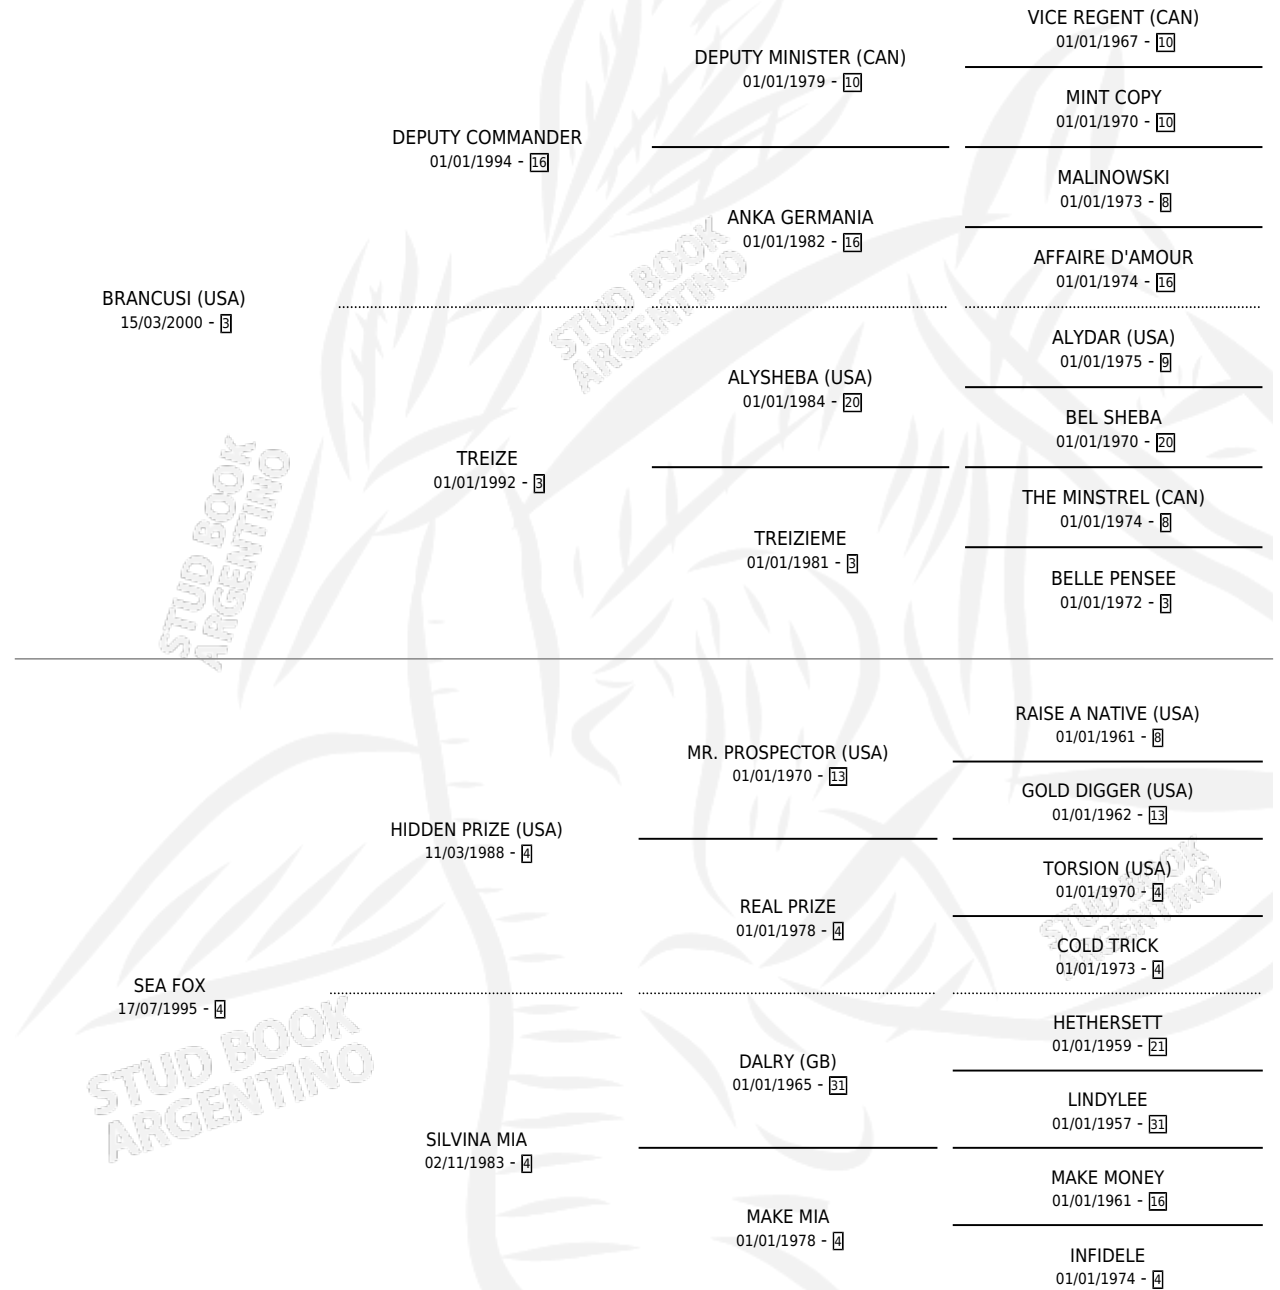 VICE REGENT (CAN)
01/01/1967 - 10
DEPUTY MINISTER (CAN)
01/01/1979 - 10
MINT COPY
01/01/1970 - 10
DEPUTY COMMANDER
01/01/1994 - 16
MALINOWSKI
01/01/1973 - 8
ANKA GERMANIA
01/01/1982 - 16
AFFAIRE D'AMOUR
01/01/1974 - 16
BRANCUSI (USA)
15/03/2000 - 3
ALYDAR (USA)
01/01/1975 - 9
ALYSHEBA (USA)
01/01/1984 - 20
BEL SHEBA
01/01/1970 - 20
TREIZE
01/01/1992 - 3
THE MINSTREL (CAN)
01/01/1974 - 8
TREIZIEME
01/01/1981 - 3
BELLE PENSEE
01/01/1972 - 3
STUD BOOK
ARGENTINO
STUD BOOK
ARGENTINO
RAISE A NATIVE (USA)
01/01/1961 - 8
MR. PROSPECTOR (USA)
01/01/1970 - 13
GOLD DIGGER (USA)
01/01/1962 - 13
HIDDEN PRIZE (USA)
11/03/1988 - 4
TORSION (USA)
01/01/1970 - 4
REAL PRIZE
01/01/1978 - 4
COLD TRICK
01/01/1973 - 4
SEA FOX
17/07/1995 - 4
HETHERSETT
01/01/1959 - 21
DALRY (GB)
01/01/1965 - 31
LINDYLEE
01/01/1957 - 31
SILVINA MIA
02/11/1983 - 4
MAKE MONEY
01/01/1961 - 16
MAKE MIA
01/01/1978 - 4
INFIDELE
01/01/1974 - 4
STUD BOOK
ARGENTINO
STUD BOOK
ARGENTINO